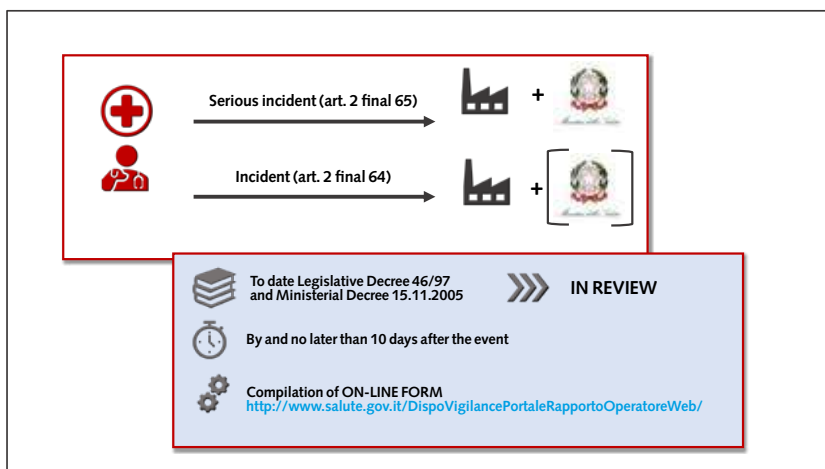 Serious incident (art. 2 final 65)
+
Incident (art. 2 final 64)
+
To date Legislative Decree 46/97
and Ministerial Decree 15.11.2005
IN REVIEW
By and no later than 10 days after the event
Compilation of ON-LINE FORM
http://www.salute.gov.it/DispoVigilancePortaleRapportoOperatoreWeb/